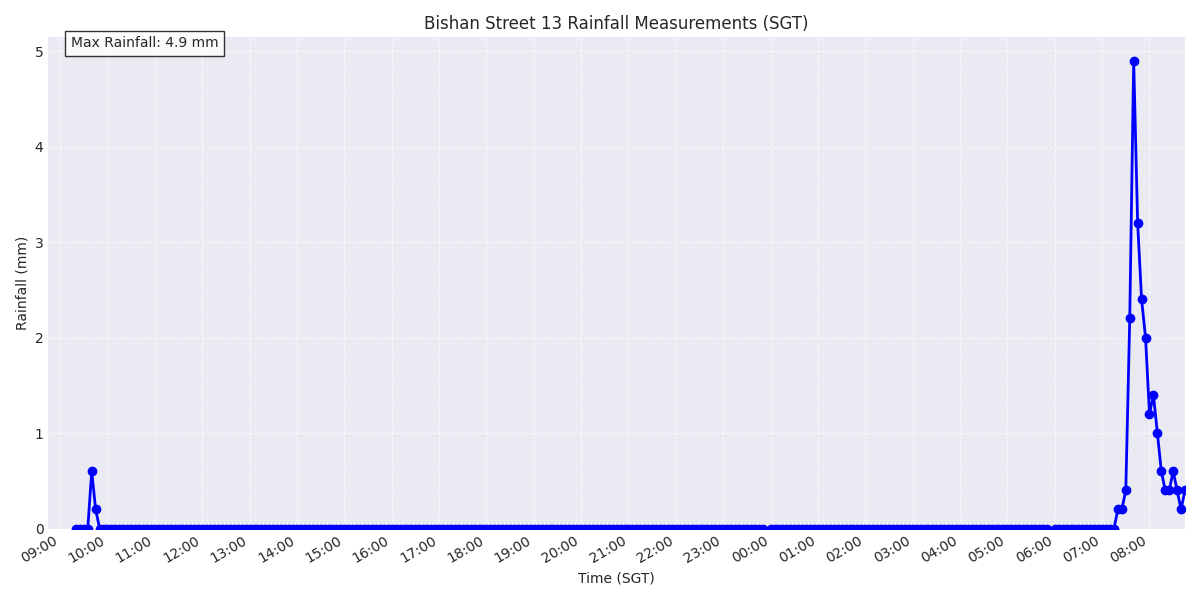 Bishan Street 13 Rainfall Measurements (SGT)
Max Rainfall: 4.9 mm
5
4
3
2
1
0
Rainfall (mm)
09:00 10:00 11:00 12:00 13:00 14:00 15:00 16:00 17:00 18:00 19:00 20:00 21:00 22:00 23:00 00:00 01:00 02:00 03:00 04:00 05:00 06:00 07:00 08:00
Time (SGT)